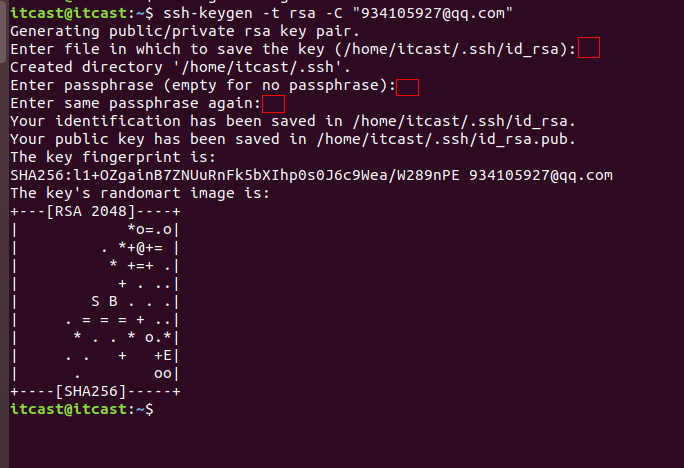 itcast@itcast:~$ ssh-keygen -t rsa -C "934105927@qq.com"
Generating public/private rsa key pair.
Enter file in which to save the key (/home/itcast/.ssh/id_rsa):
Created directory '/home/itcast/.ssh'.
Enter passphrase (empty for no passphrase):
Enter same passphrase again:
Your identification has been saved in /home/itcast/.ssh/id_rsa.
Your public key has been saved in /home/itcast/.ssh/id_rsa.pub.
The key fingerprint is:
SHA256:l1+OZgainB7ZNUuRnFk5bXIhp0s0J6c9Wea/W289nPE 934105927@qq.com
The key's randomart image is:
+---[RSA 2048]----+
|             *o=.o|
|          . *+@+= |
|           * +=+ .|
|            + . ..|
|         S B . . .|
|      . = = = + ..|
|       * . . * o.*|
|      . .   +   +E|
|       .        oo|
+----[SHA256]-----+
itcast@itcast:~$